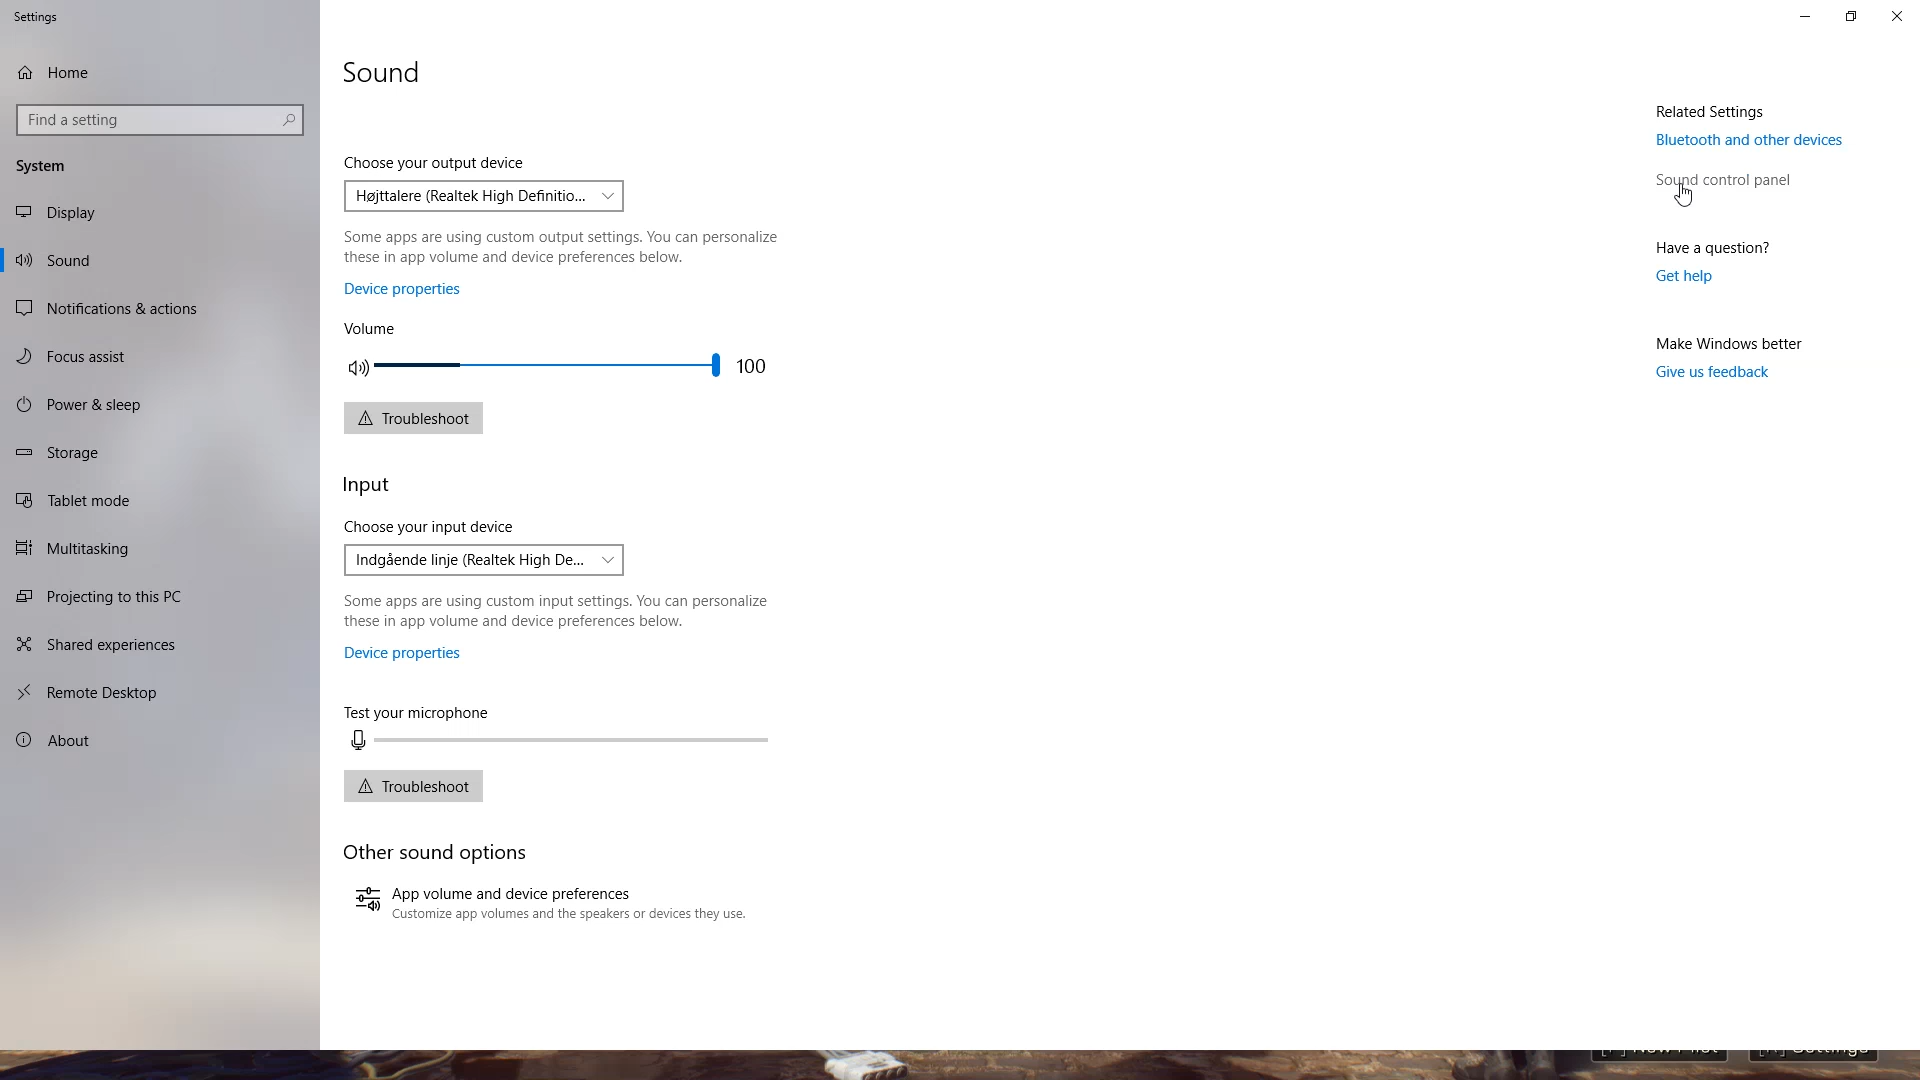 Settings
Home
Find a setting
System
Display
Sound
Notifications & actions
Focus assist
Power & sleep
Storage
Tablet mode
Multitasking
Projecting to this PC
Shared experiences
Remote Desktop
About
Sound
Choose your output device
Højttalere (Realtek High Definitio...
Some apps are using custom output settings. You can personalize
these in app volume and device preferences below.
Device properties
Volume
100
Troubleshoot
Input
Choose your input device
Indgående linje (Realtek High De...
Some apps are using custom input settings. You can personalize
these in app volume and device preferences below.
Device properties
Test your microphone
Troubleshoot
Other sound options
App volume and device preferences
Customize app volumes and the speakers or devices they use.
Related Settings
Bluetooth and other devices
Sound control panel
Have a question?
Get help
Make Windows better
Give us feedback
Settings